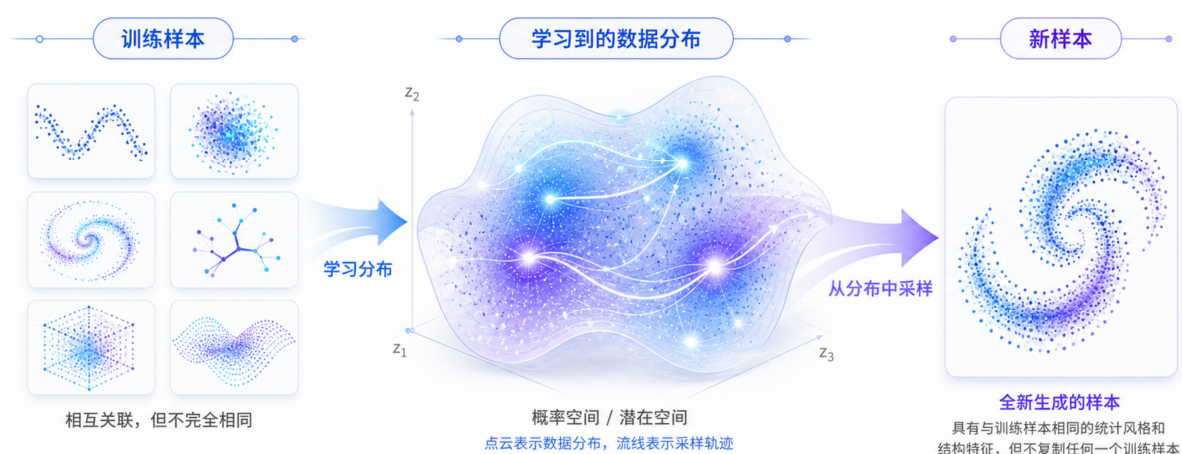 训练样本
学习到的数据分布
新样本
z2
学习分布
从分布中采样
z1
z3
相互关联，但不完全相同
概率空间 / 潜在空间
点云表示数据分布，流线表示采样轨迹
全新生成的样本
具有与训练样本相同的统计风格和
结构特征，但不复制任何一个训练样本